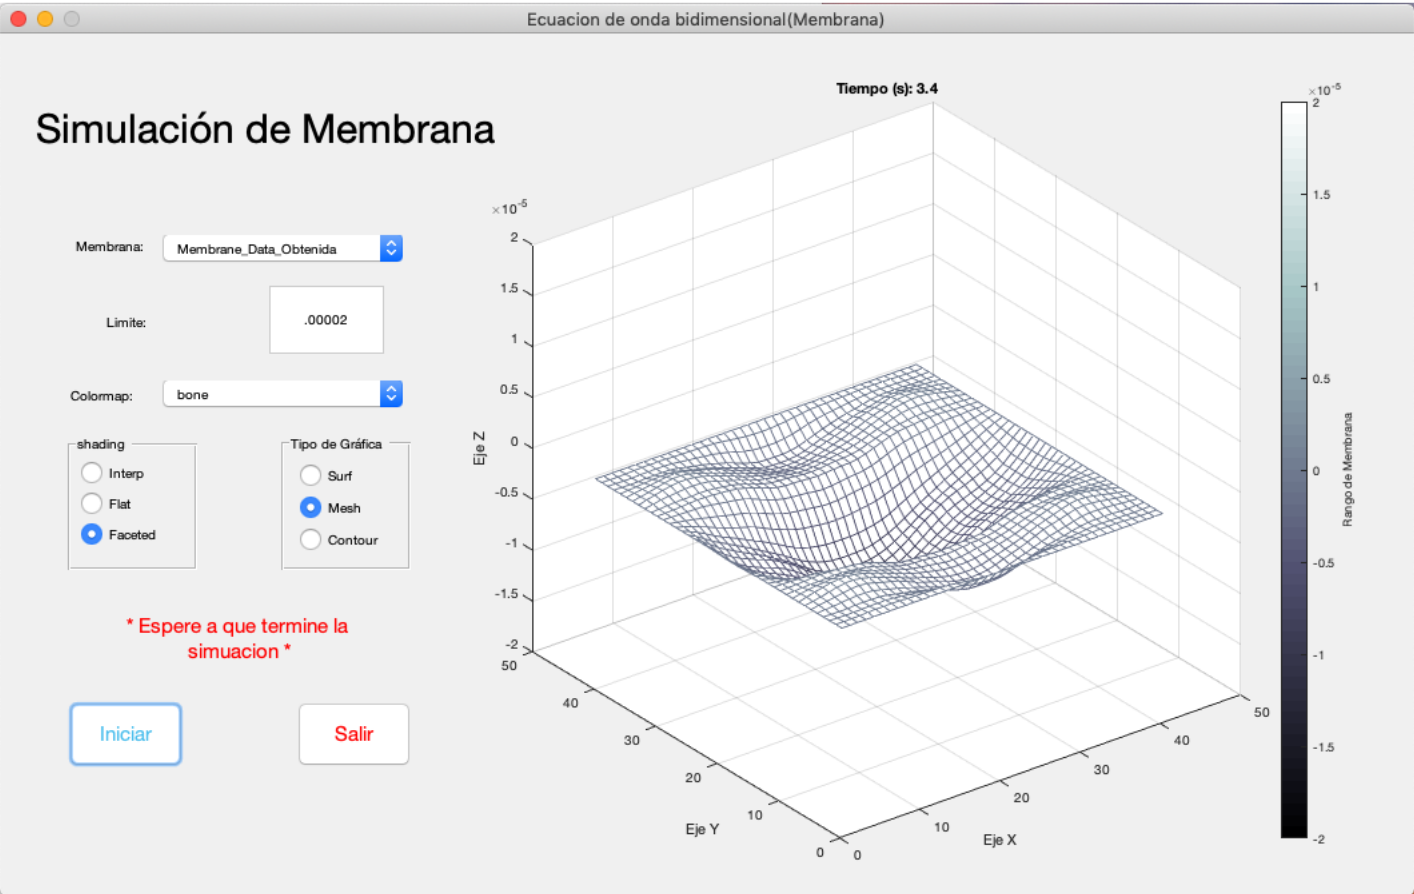 Ecuacion de onda bidimensional(Membrana)
Simulación de Membrana
Membrana:
Membrane_Data_Obtenida
Limite:
.00002
Colormap:
bone
shading
Interp
Flat
Faceted
Tipo de Gráfica
Surf
Mesh
Contour
* Espere a que termine la
simuacion *
Iniciar
Salir
Tiempo (s): 3.4
×10-5
2
1.5
1
0.5
0
-0.5
-1
-1.5
-2
Eje Z
50
40
30
20
10
0
Eje Y
0
10
20
30
40
50
Eje X
×10-5
2
1.5
1
0.5
0
-0.5
-1
-1.5
-2
Rango de Membrana